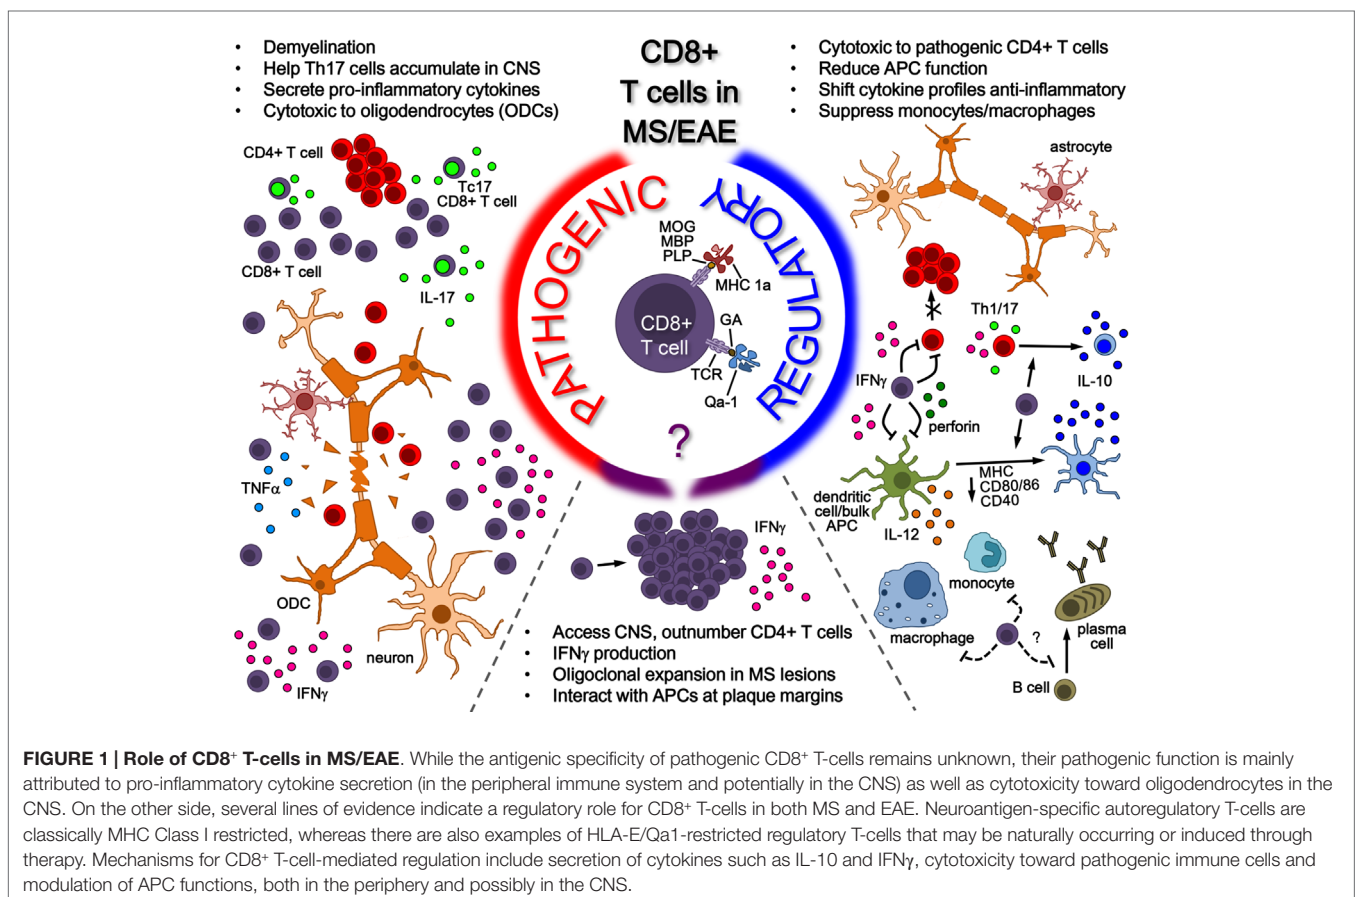 • Demyelination
• Help Th17 cells accumulate in CNS
• Secrete pro-inflammatory cytokines
• Cytotoxic to oligodendrocytes (ODCs)
CD8+
T cells in
MS/EAE
• Cytotoxic to pathogenic CD4+ T cells
• Reduce APC function
• Shift cytokine profiles anti-inflammatory
• Suppress monocytes/macrophages
CD4+ T cell
Tc17
CD8+ T cell
CD8+ T cell
IL-17
TNFα
ODC
neuron
IFNγ
PATHOGENIC
REGULATORY
MOG
MBP
PLP
MHC 1a
CD8+
T cell
GA
TCR
Qa-1
?
IFNγ
• Access CNS, outnumber CD4+ T cells
• IFNγ production
• Oligoclonal expansion in MS lesions
• Interact with APCs at plaque margins
astrocyte
Th1/17
IFNγ
IL-10
perforin
dendritic
cell/bulk
APC
MHC
CD80/86
CD40
IL-12
monocyte
macrophage
?
plasma
cell
B cell
FIGURE 1 | Role of CD8+ T-cells in MS/EAE. While the antigenic specificity of pathogenic CD8+ T-cells remains unknown, their pathogenic function is mainly
attributed to pro-inflammatory cytokine secretion (in the peripheral immune system and potentially in the CNS) as well as cytotoxicity toward oligodendrocytes in the
CNS. On the other side, several lines of evidence indicate a regulatory role for CD8+ T-cells in both MS and EAE. Neuroantigen-specific autoregulatory T-cells are
classically MHC Class I restricted, whereas there are also examples of HLA-E/Qa1-restricted regulatory T-cells that may be naturally occurring or induced through
therapy. Mechanisms for CD8+ T-cell-mediated regulation include secretion of cytokines such as IL-10 and IFNγ, cytotoxicity toward pathogenic immune cells and
modulation of APC functions, both in the periphery and possibly in the CNS.